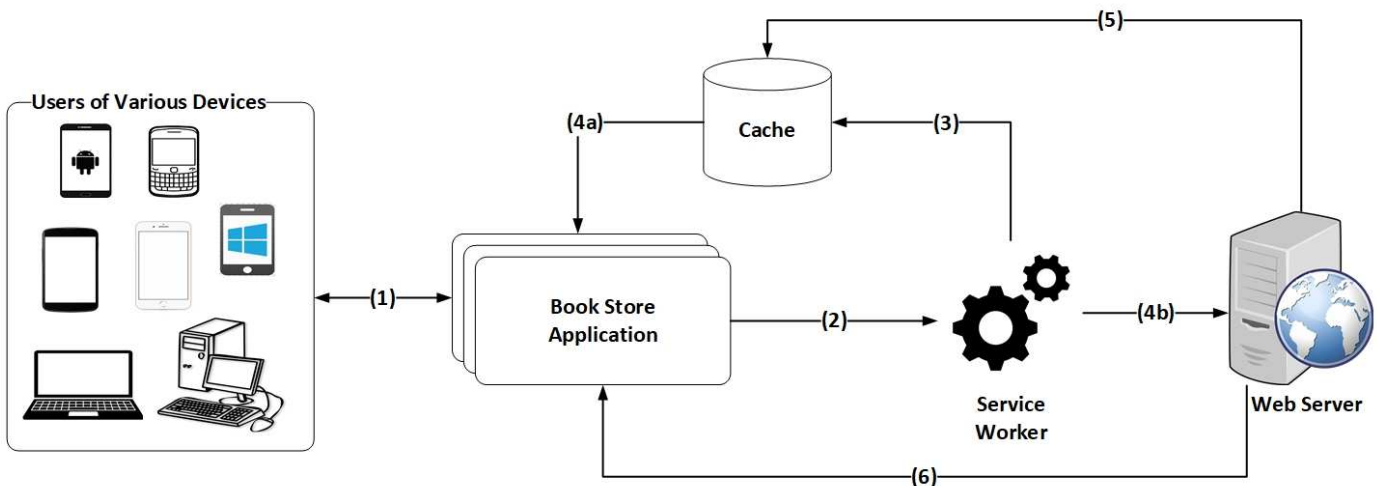 (5)
Users of Various Devices
(4a)
Cache
(3)
(1)
Book Store
Application
(2)
(4b)
Service
Worker
Web Server
(6)